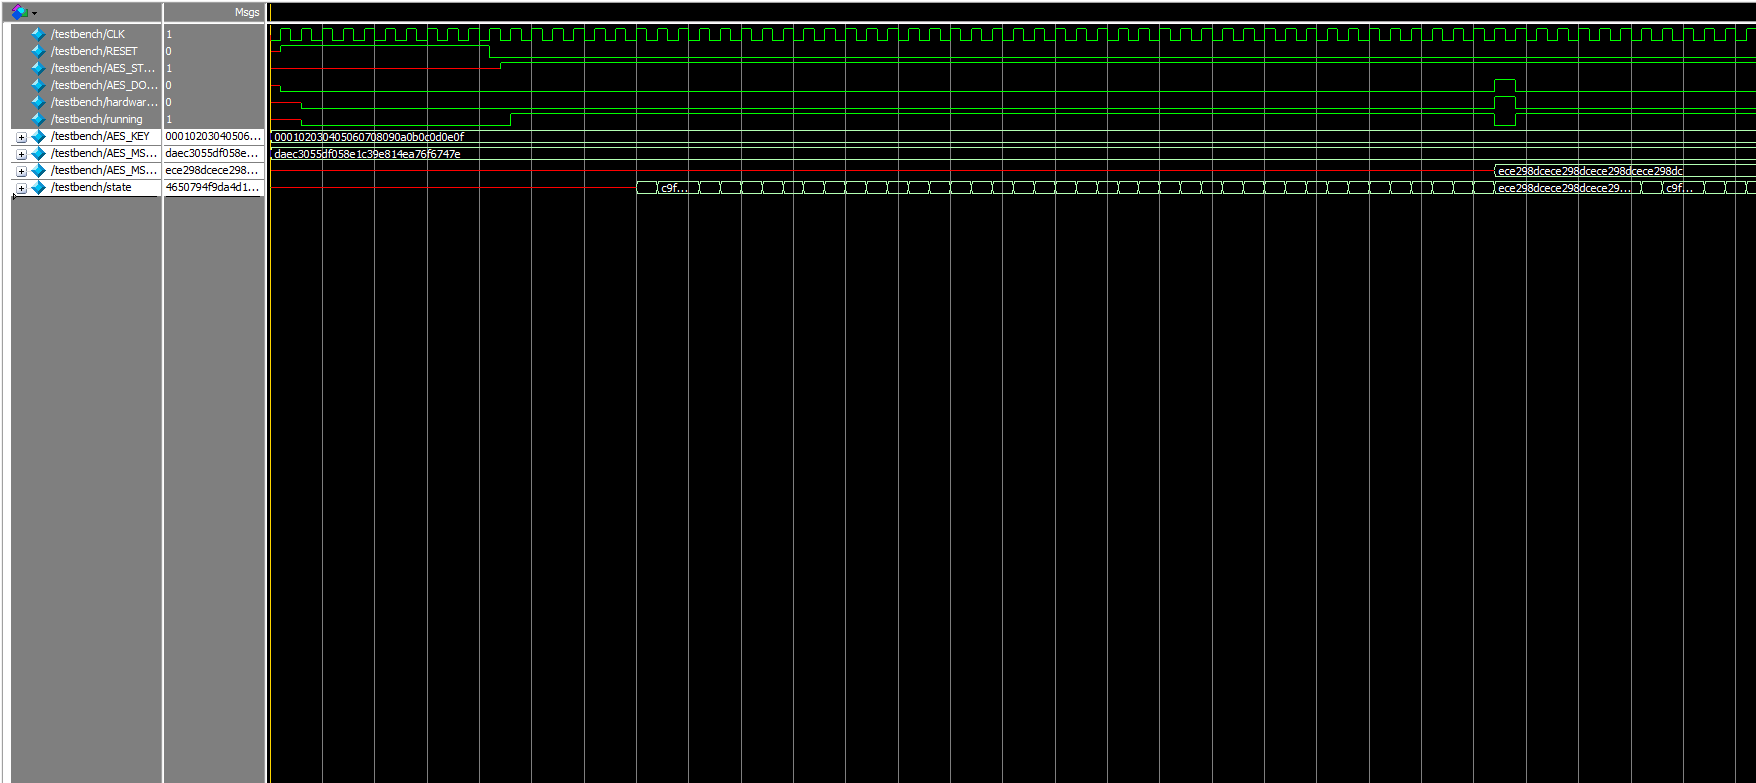 Msgs
/testbench/CLK 1
/testbench/RESET 0
/testbench/AES_ST... 1
/testbench/AES_DO... 0
/testbench/hardwar... 0
/testbench/running 1
/testbench/AES_KEY 00010203040506... 000102030405060708090a0b0c0d0e0f
/testbench/AES_MS... daec3055df058e... daec3055df058e1c39e814ea76f6747e
/testbench/AES_MS... ece298dcece298... ece298dcece298dcece298dcece298dc
/testbench/state 4650794f9da4d1... c9f... ece298dcece298dcece29... c9f...